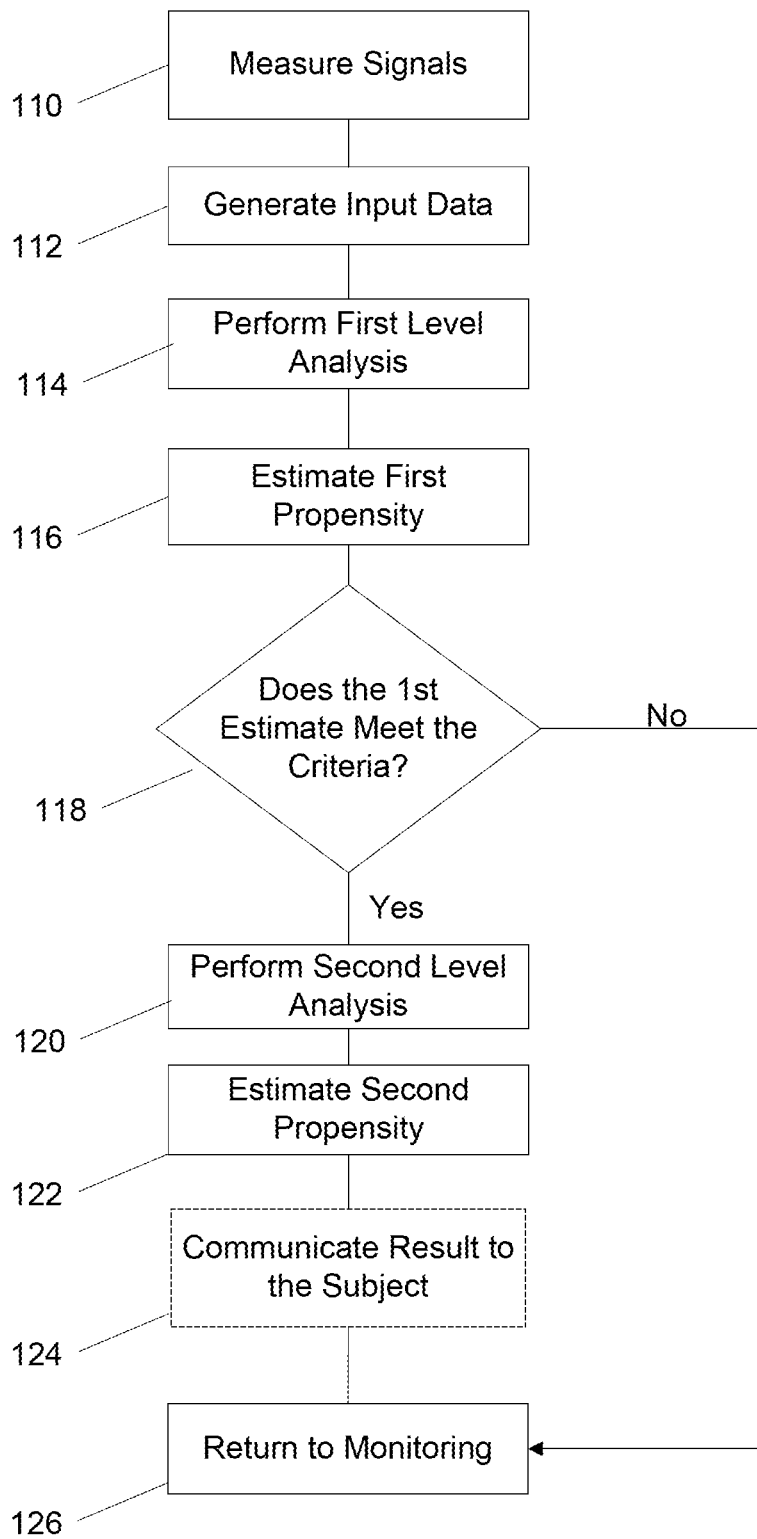 Measure Signals
110
Generate Input Data
112
Perform First Level
Analysis
114
Estimate First
Propensity
116
Does the 1st
Estimate Meet the
Criteria?
No
118
Yes
Perform Second Level
Analysis
120
Estimate Second
Propensity
122
Communicate Result to
the Subject
124
Return to Monitoring
126